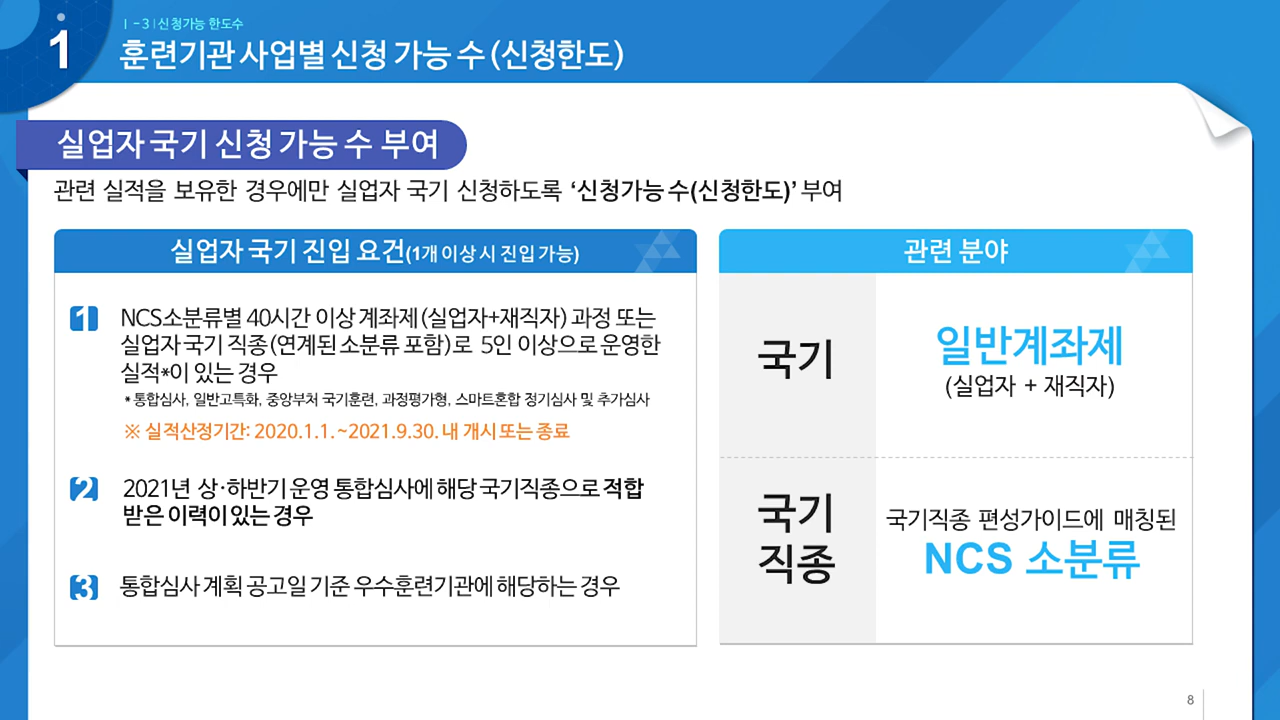 1
Ⅰ-3 | 신청가능 한도수
훈련기관 사업별 신청 가능 수 (신청한도)
실업자 국기 신청 가능 수 부여
관련 실적을 보유한 경우에만 실업자 국기 신청하도록 ‘신청가능 수(신청한도)’ 부여
실업자 국기 진입 요건(1개 이상 시 진입 가능)
1
NCS소분류별 40시간 이상 계좌제(실업자+재직자) 과정 또는
실업자 국기 직종(연계된 소분류 포함)로 5인 이상으로 운영한
실적*이 있는 경우
* 통합심사, 일반고특화, 중앙부처 국기훈련, 과정평가형, 스마트혼합 정기심사 및 추가심사
※ 실적산정기간: 2020.1.1.~2021.9.30. 내 개시 또는 종료
2
2021년 상·하반기 운영 통합심사에 해당 국기직종으로 적합
받은 이력이 있는 경우
3
통합심사 계획 공고일 기준 우수훈련기관에 해당하는 경우
관련 분야
국기
일반계좌제
(실업자 + 재직자)
국기
직종
국기직종 편성가이드에 매칭된
NCS 소분류
8